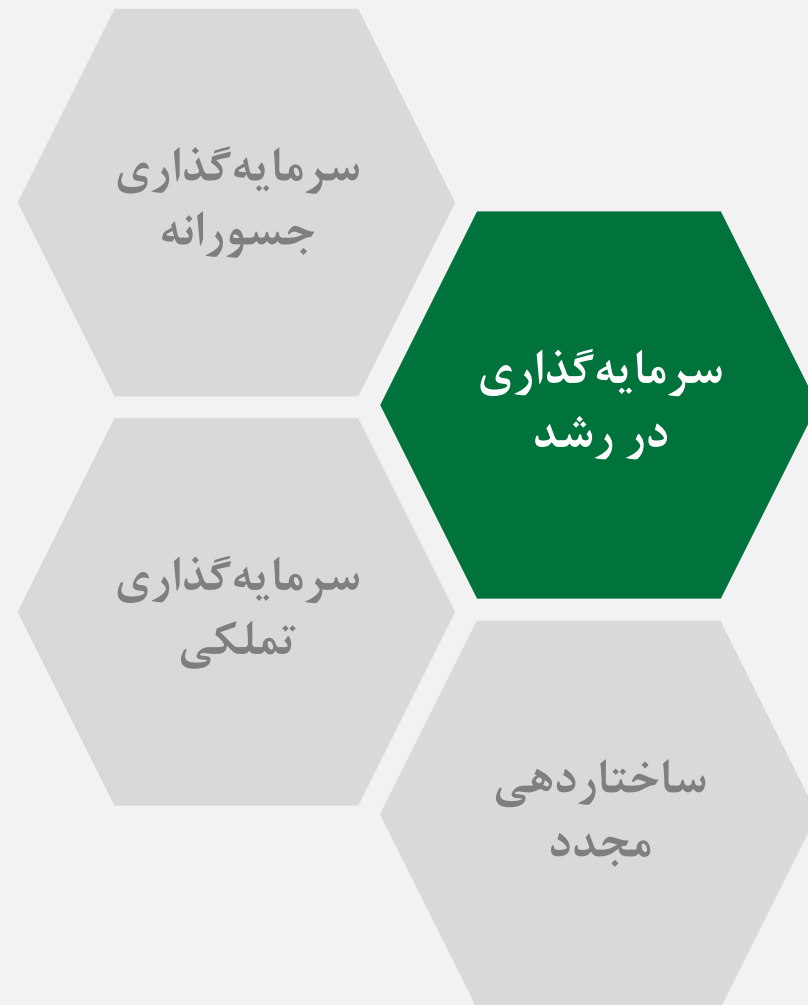 سرمایه‌گذاری
جسورانه
سرمایه‌گذاری
در رشد
سرمایه‌گذاری
تملکی
ساختاردهی
مجدد